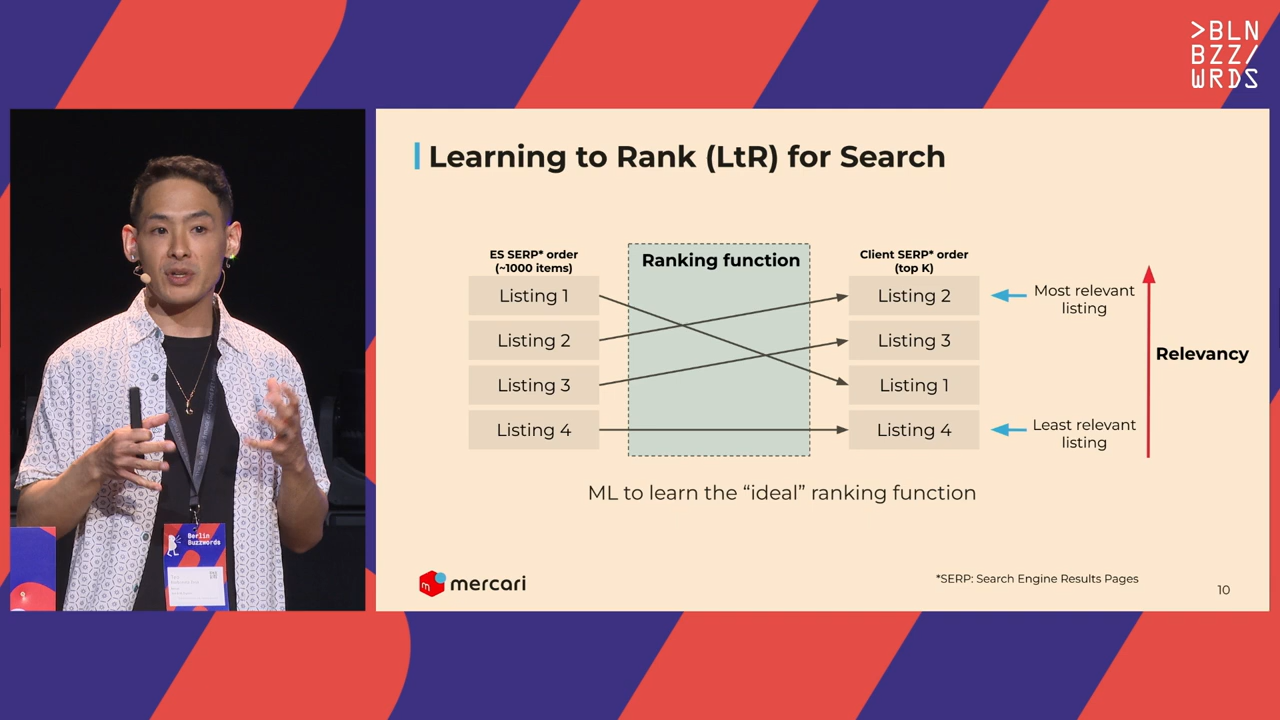 >BLN
BZZ/
WRDS
Learning to Rank (LtR) for Search
ES SERP* order
(~1000 items)
Listing 1
Listing 2
Listing 3
Listing 4
Ranking function
Client SERP* order
(top K)
Listing 2
Listing 3
Listing 1
Listing 4
Most relevant
listing
Least relevant
listing
Relevancy
ML to learn the “ideal” ranking function
mercari
*SERP: Search Engine Results Pages
10
Berlin
Buzzwords